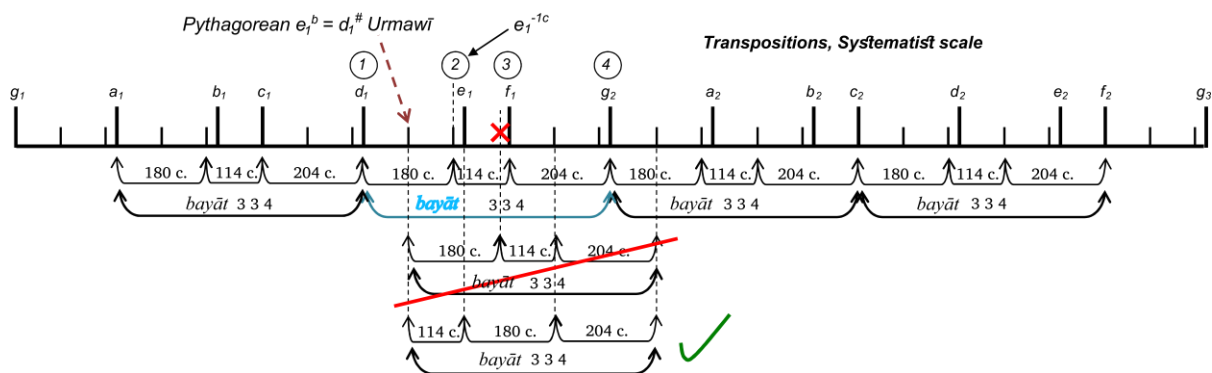 Pythagorean e₁ᵇ = d₁# Urmawī
e₁⁻¹ᶜ
Transpositions, Systematist scale
1 2 3 4
g₁ a₁ b₁ c₁ d₁ e₁ f₁ g₂ a₂ b₂ c₂ d₂ e₂ f₂ g₃
180 c. 114 c. 204 c. 180 c. 114 c. 204 c. 180 c. 114 c. 204 c. 180 c. 114 c. 204 c.
bayāt 3 3 4 bayāt 3 3 4 bayāt 3 3 4 bayāt 3 3 4
180 c. 114 c. 204 c.
bayāt 3 3 4
114 c. 180 c. 204 c.
bayāt 3 3 4